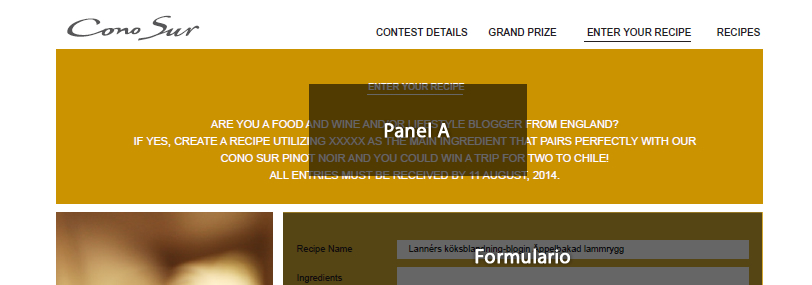 Cono Sur
CONTEST DETAILS GRAND PRIZE ENTER YOUR RECIPE RECIPES
ENTER YOUR RECIPE
ARE YOU A FOOD AND WINE AND/OR LIFESTYLE BLOGGER FROM ENGLAND?
Panel A
IF YES, CREATE A RECIPE UTILIZING XXXXX AS THE MAIN INGREDIENT THAT PAIRS PERFECTLY WITH OUR
CONO SUR PINOT NOIR AND YOU COULD WIN A TRIP FOR TWO TO CHILE!
ALL ENTRIES MUST BE RECEIVED BY 11 AUGUST, 2014.
Recipe Name Lannérs köksblandning-blogin Äppelbakad lammrygg
Formulario
Ingredients